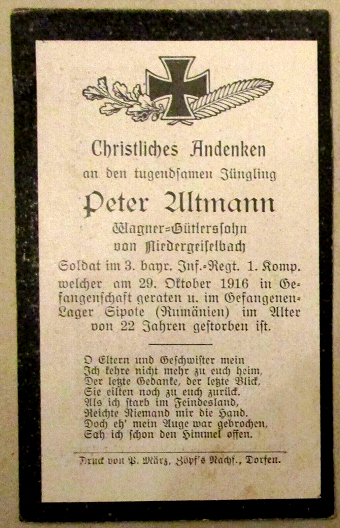 Christliches Andenken
an den tugendsamen Jüngling
Peter Altmann
Wagner-Gütlerssohn
von Niedergeiselbach
Soldat im 3. bayr. Inf.-Regt. 1. Komp.
welcher am 29. Oktober 1916 in Ge-
fangenschaft geraten u. im Gefangenen-
Lager Sipote (Rumänien) im Alter
von 22 Jahren gestorben ist.
O Eltern und Geschwister mein
Ich kehre nicht mehr zu euch heim,
Der letzte Gedanke, der letzte Blick,
Sie eilten noch zu euch zurück.
Als ich starb im Feindesland,
Reichte Niemand mir die Hand.
Doch eh' mein Auge war gebrochen,
Sah ich schon den Himmel offen.
Druck von P. März, Zöpf's Nachf., Dorfen.